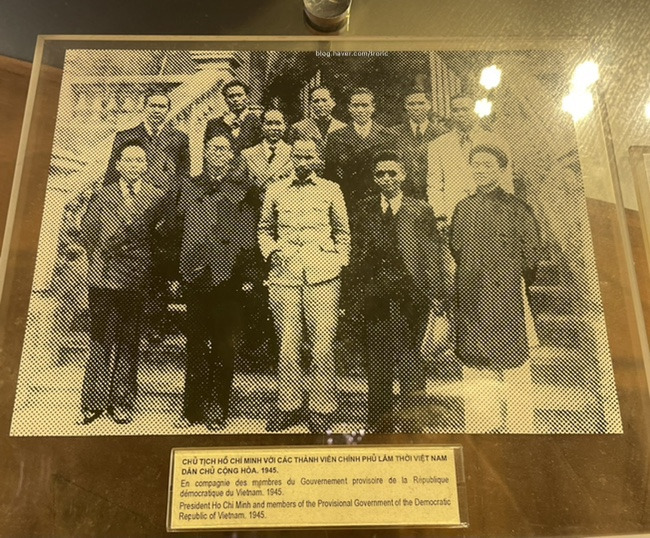 blog.naver.com/fronc
CHỦ TỊCH HỒ CHÍ MINH VỚI CÁC THÀNH VIÊN CHÍNH PHỦ LÂM THỜI VIỆT NAM
DÂN CHỦ CỘNG HÒA. 1945.
En compagnie des membres du Gouvernement provisoire de la République
démocratique du Vietnam. 1945.
President Ho Chi Minh and members of the Provisional Government of the Democratic
Republic of Vietnam. 1945.